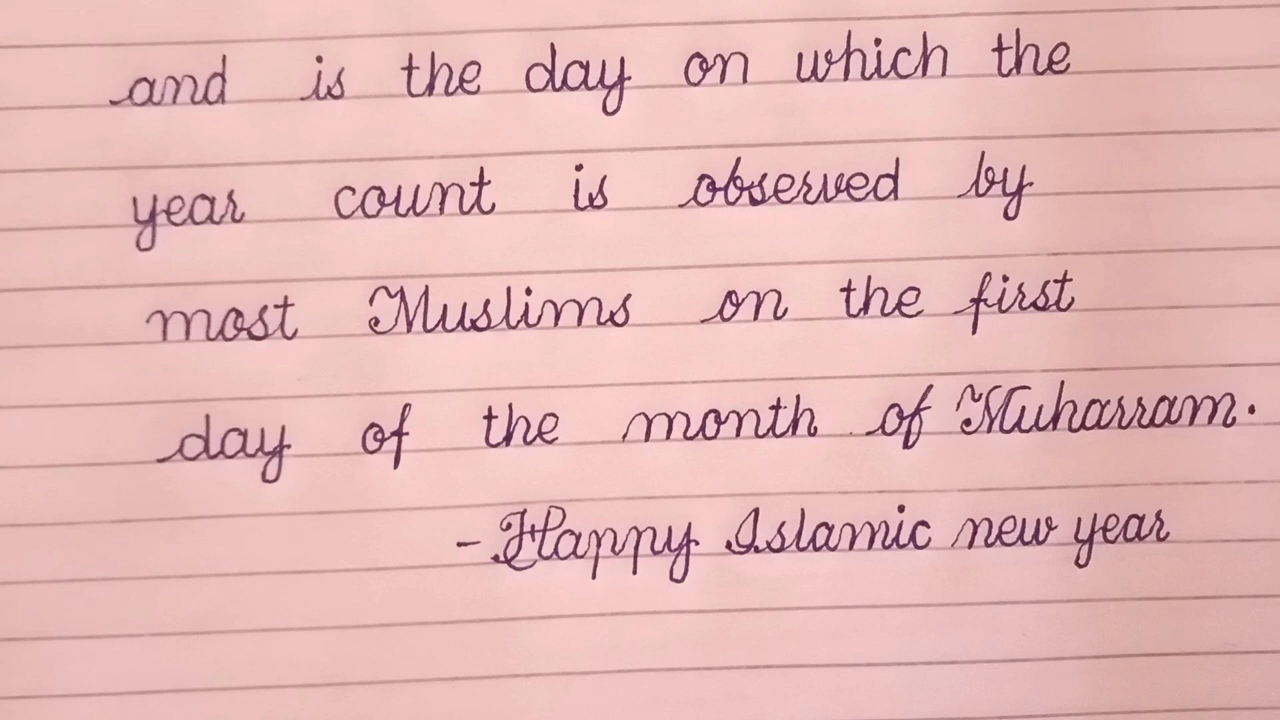 and is the day on which the
year count is observed by
most Muslims on the first
day of the month of Muharram.
- Happy Islamic new year